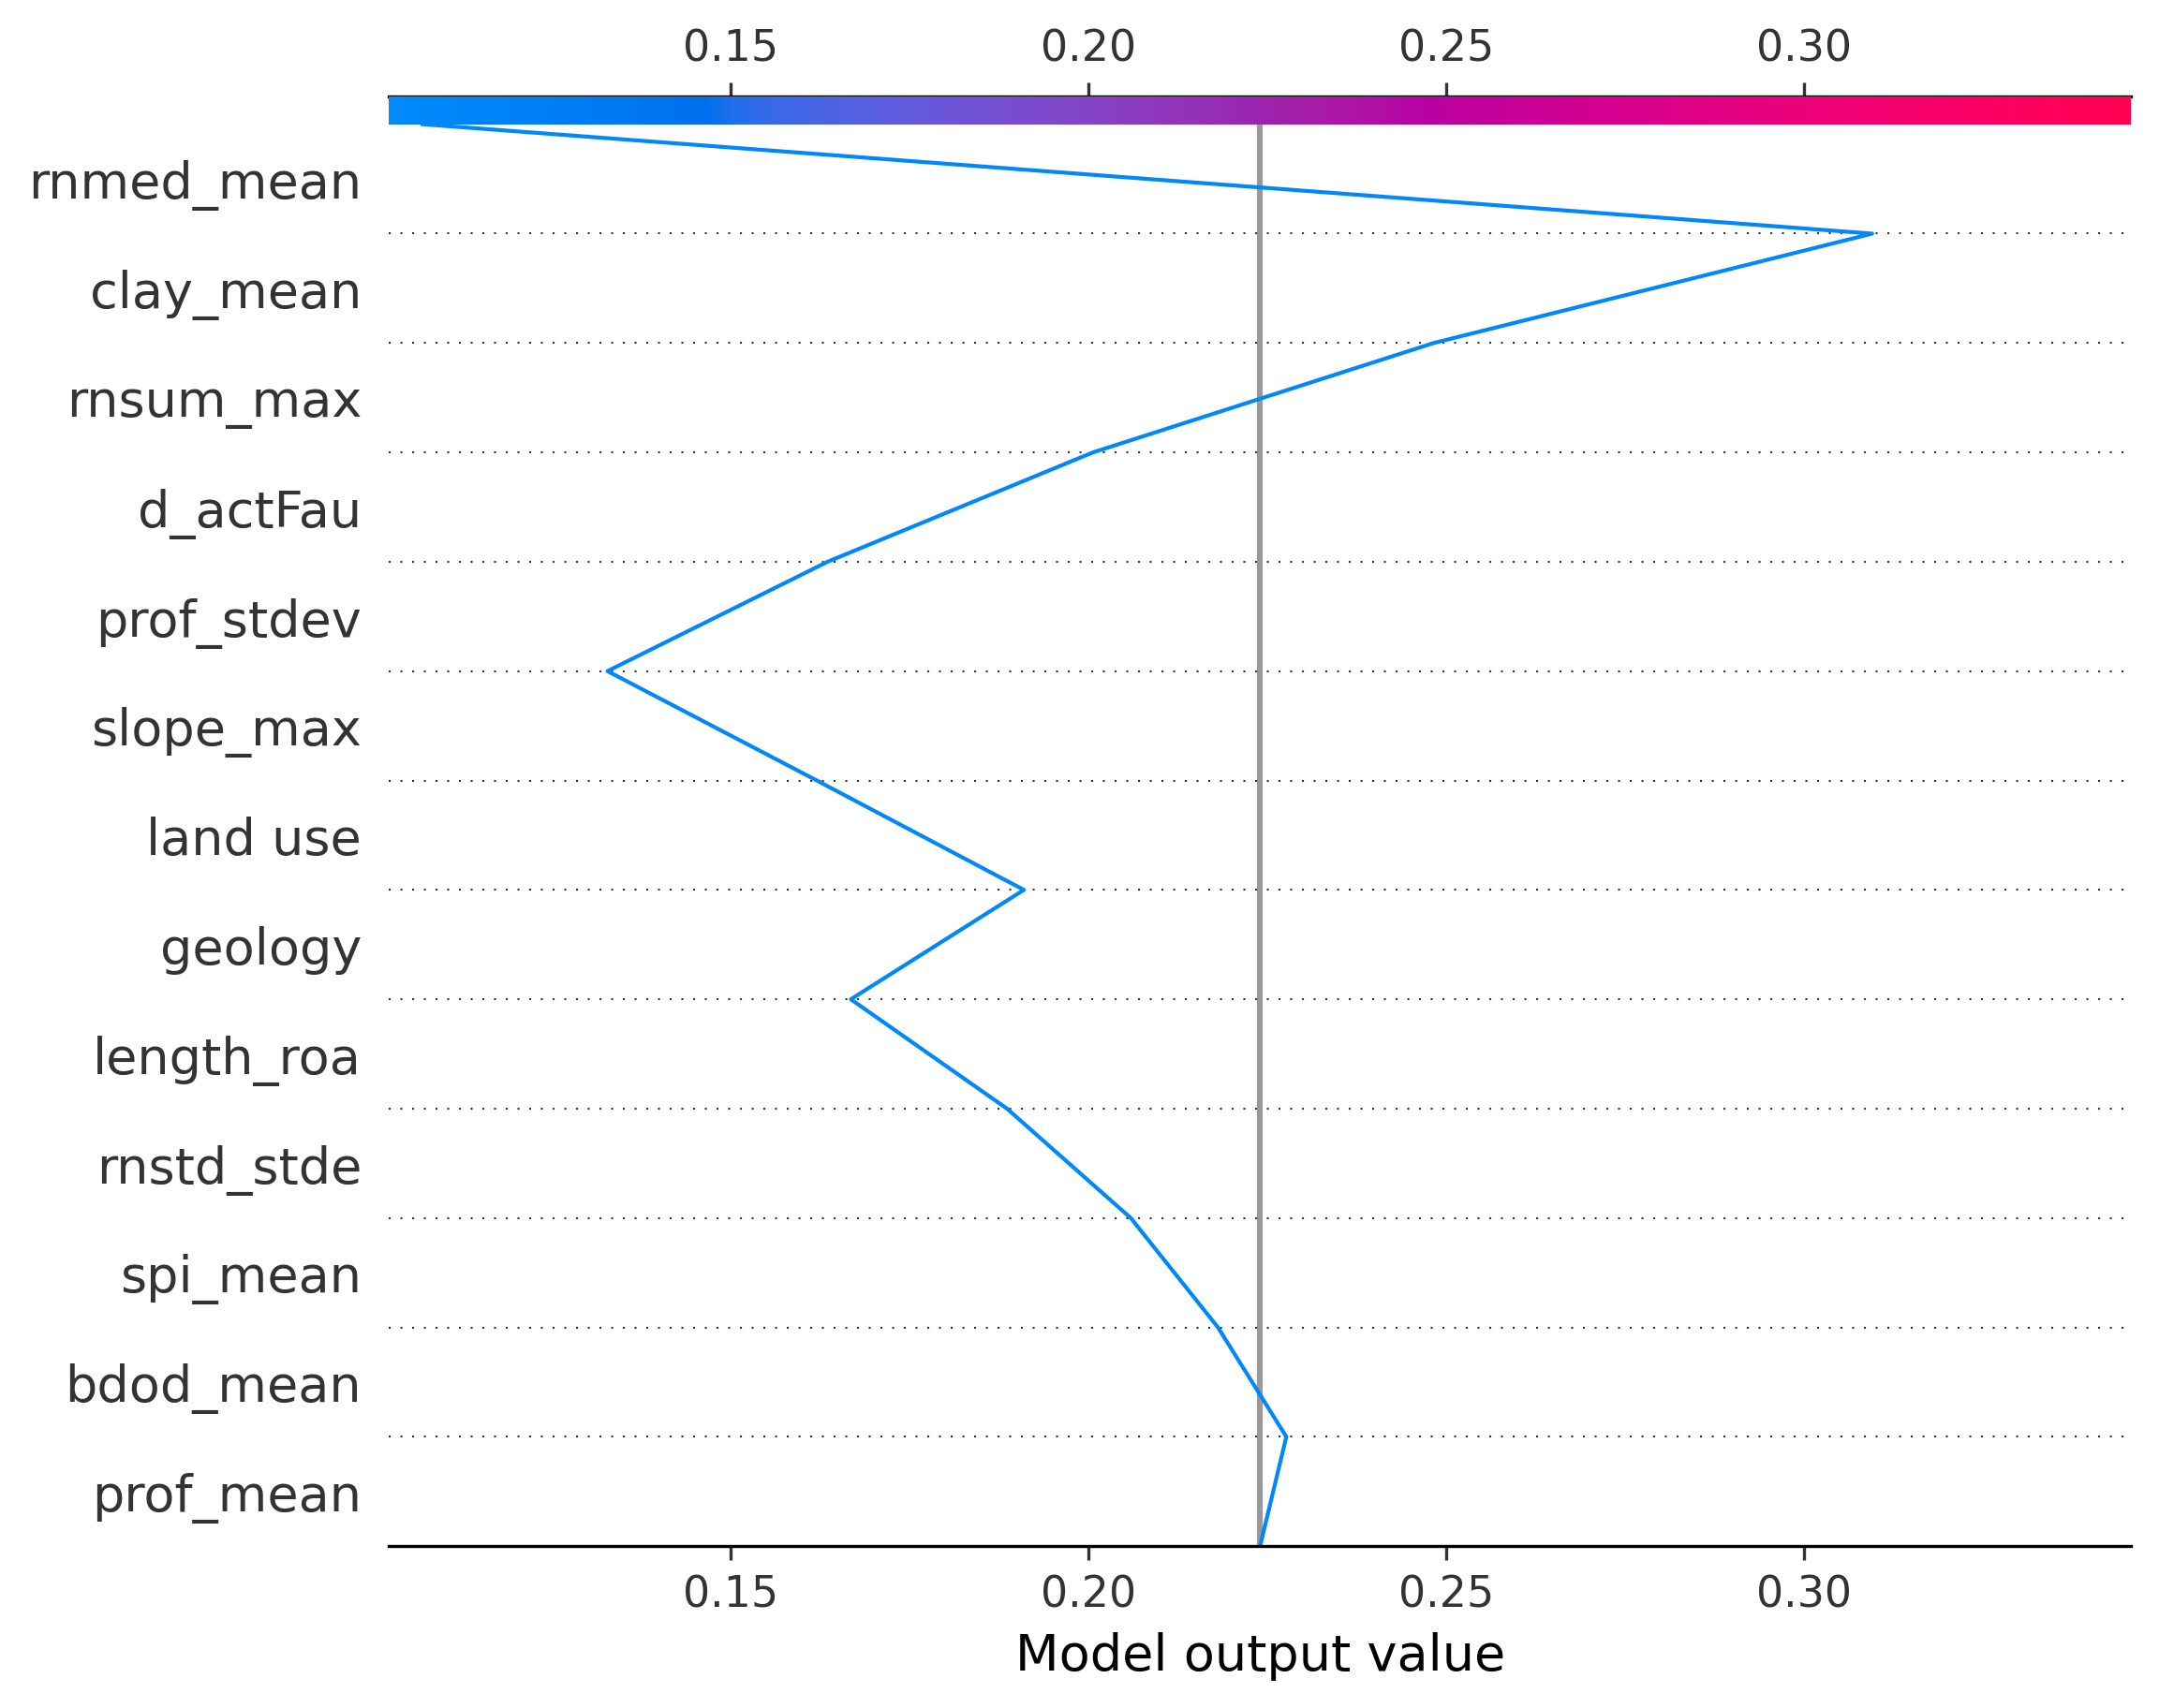 0.15 0.20 0.25 0.30
rnmed_mean
clay_mean
rnsum_max
d_actFau
prof_stdev
slope_max
land use
geology
length_roa
rnstd_stde
spi_mean
bdod_mean
prof_mean
0.15 0.20 0.25 0.30
Model output value